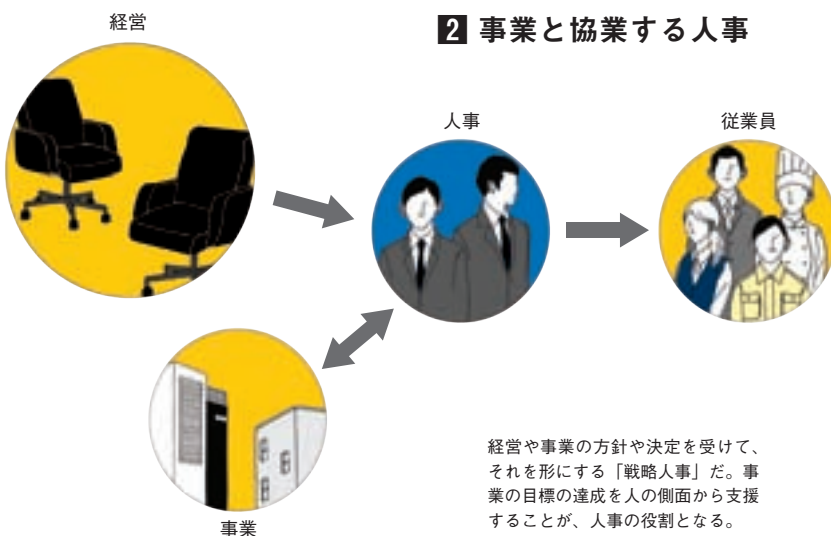 経営
2 事業と協業する人事
人事
従業員
事業
経営や事業の方針や決定を受けて、
それを形にする「戦略人事」だ。事
業の目標の達成を人の側面から支援
することが、人事の役割となる。